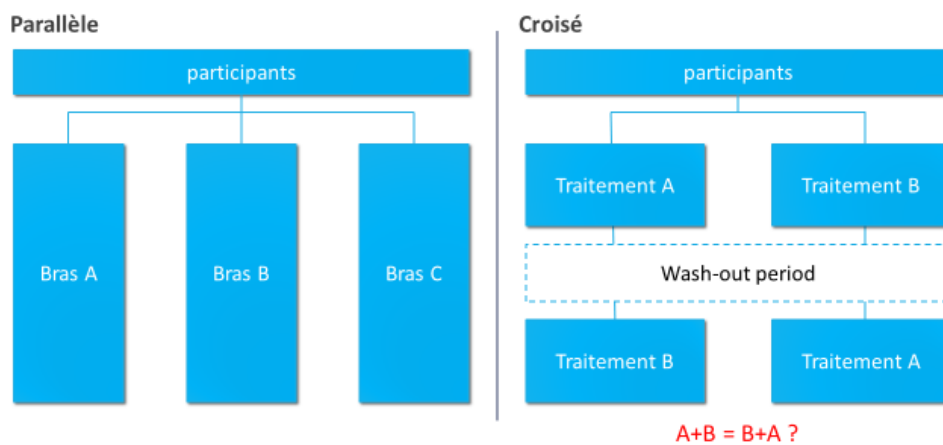 Parallèle
participants
Bras A
Bras B
Bras C
Croisé
participants
Traitement A
Traitement B
Wash-out period
Traitement B
Traitement A
A+B = B+A ?